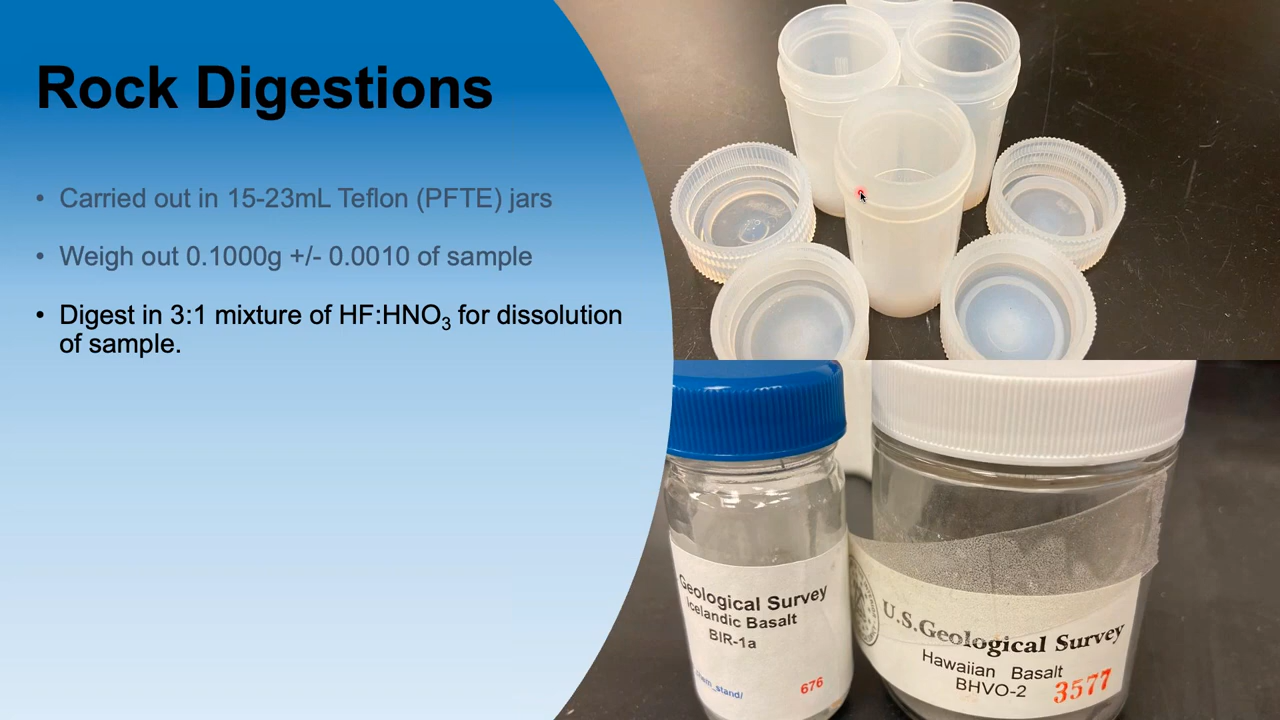 Rock Digestions
• Carried out in 15-23mL Teflon (PFTE) jars
• Weigh out 0.1000g +/- 0.0010 of sample
• Digest in 3:1 mixture of HF:HNO₃ for dissolution
of sample.
Geological Survey
Icelandic Basalt
BIR-1a
676
U.S.Geological Survey
Hawaiian Basalt
BHVO-2
3577